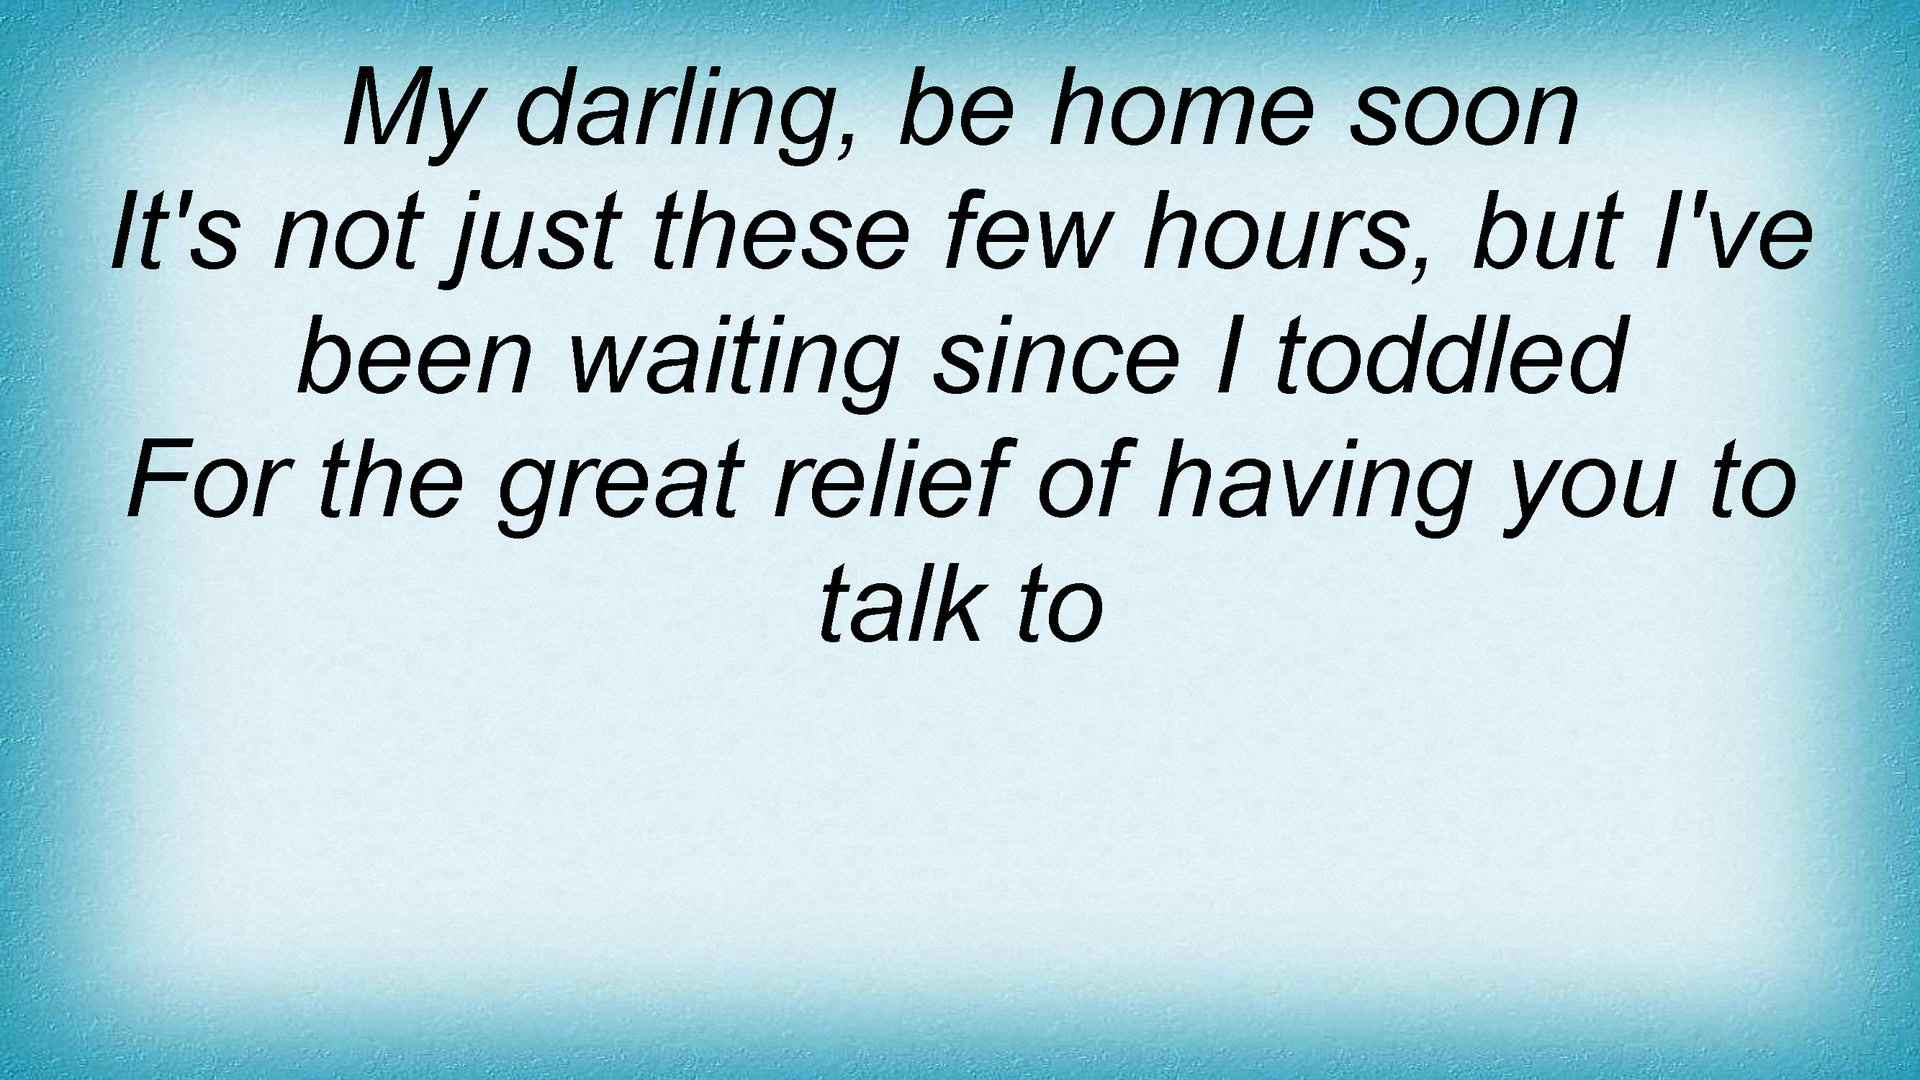 My darling, be home soon
It's not just these few hours, but I've
been waiting since I toddled
For the great relief of having you to
talk to